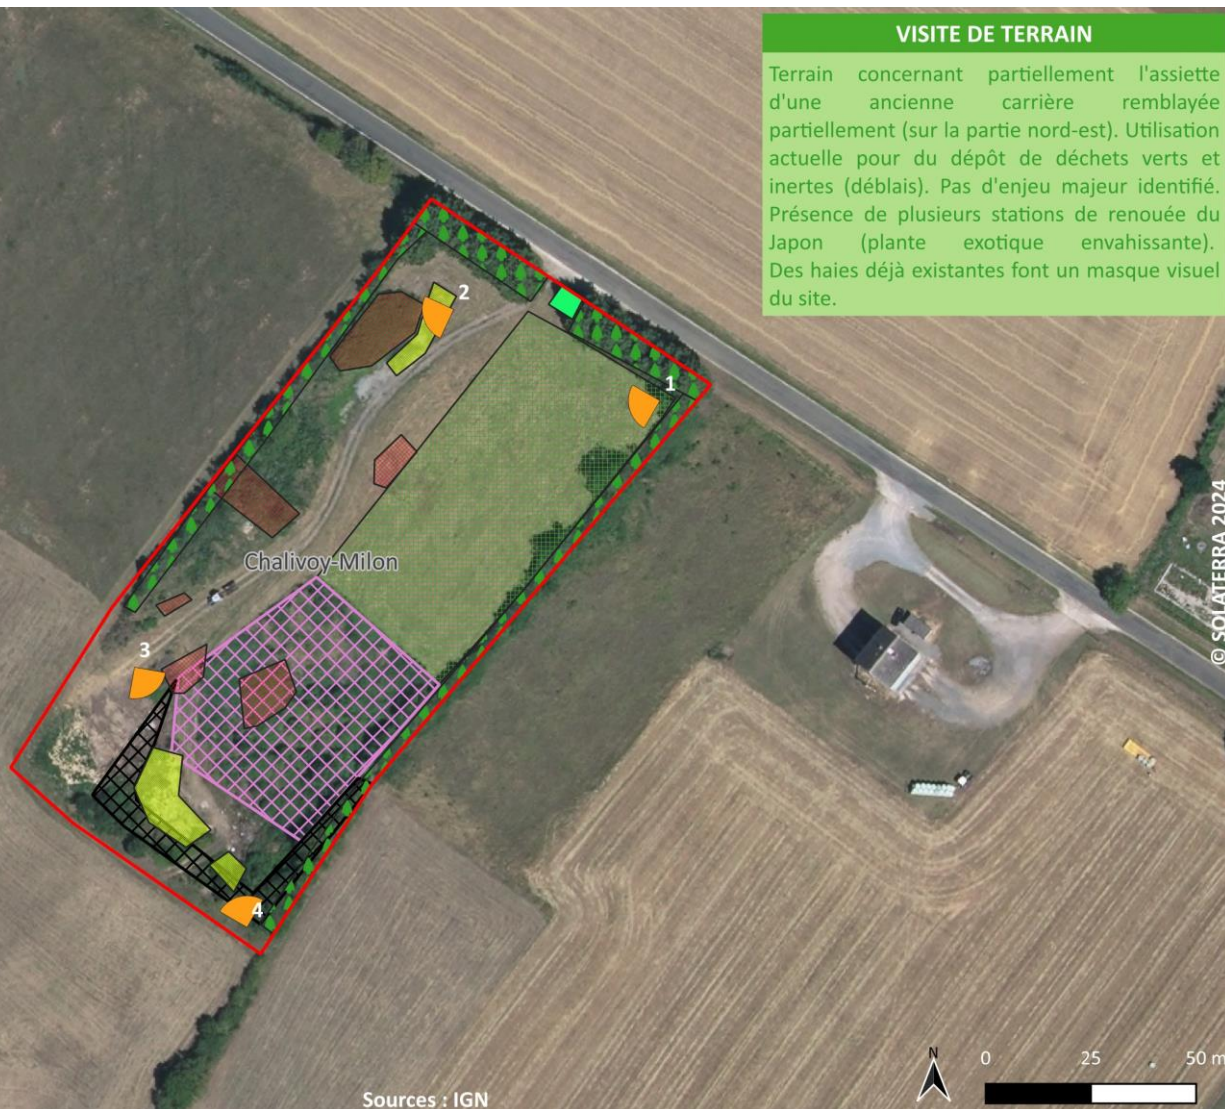 VISITE DE TERRAIN
Terrain concernant partiellement l'assiette
d'une ancienne carrière remblayée
partiellement (sur la partie nord-est). Utilisation
actuelle pour du dépôt de déchets verts et
inertes (déblais). Pas d'enjeu majeur identifié.
Présence de plusieurs stations de renouée du
Japon (plante exotique envahissante).
Des haies déjà existantes font un masque visuel
du site.
2
1
© SOLATERRA 2024
Chalivoy-Milon
3
4
N
0 25 50 m
Sources : IGN